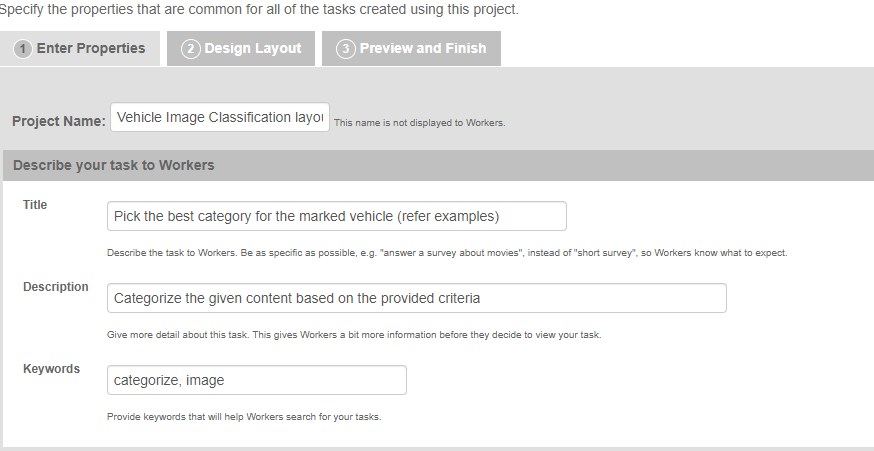 Specify the properties that are common for all of the tasks created using this project.
1 Enter Properties 2 Design Layout 3 Preview and Finish
Project Name: Vehicle Image Classification layou This name is not displayed to Workers.
Describe your task to Workers
Title
Pick the best category for the marked vehicle (refer examples)
Describe the task to Workers. Be as specific as possible, e.g. "answer a survey about movies", instead of "short survey", so Workers know what to expect.
Description
Categorize the given content based on the provided criteria
Give more detail about this task. This gives Workers a bit more information before they decide to view your task.
Keywords
categorize, image
Provide keywords that will help Workers search for your tasks.